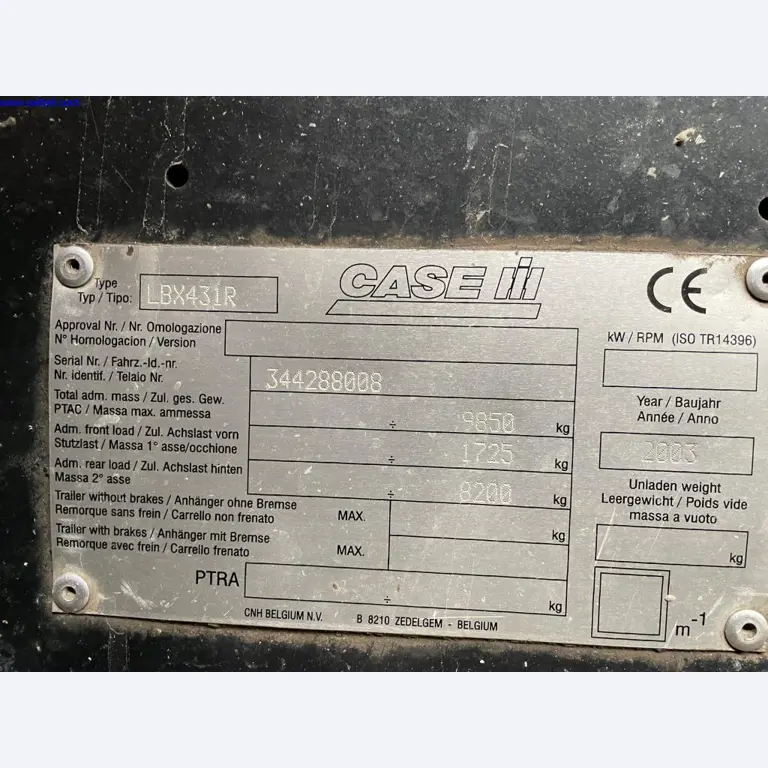 Type
Typ / Tipo: LBX431R
CASE III
CE
Approval Nr. / Nr. Omologazione
N° Homologacion / Version
Serial Nr. / Fahrz.-Id.-nr.
Nr. identif. / Telaio Nr. 344288008
Total adm. mass / Zul. ges. Gew.
PTAC / Massa max. ammessa ÷ 9850 kg
Adm. front load / Zul. Achslast vorn
Stutzlast / Massa 1° asse/occhione ÷ 1725 kg
Adm. rear load / Zul. Achslast hinten
Massa 2° asse ÷ 8200 kg
Trailer without brakes / Anhänger ohne Bremse
Remorque sans frein / Carrello non frenato MAX. kg
Trailer with brakes / Anhänger mit Bremse
Remorque avec frein / Carrello frenato MAX. kg
PTRA ÷ kg
CNH BELGIUM N.V. B 8210 ZEDELGEM - BELGIUM
kW / RPM (ISO TR14396)
Year / Baujahr
Année / Anno
2003
Unladen weight
Leergewicht / Poids vide
massa a vuoto
kg
m-1